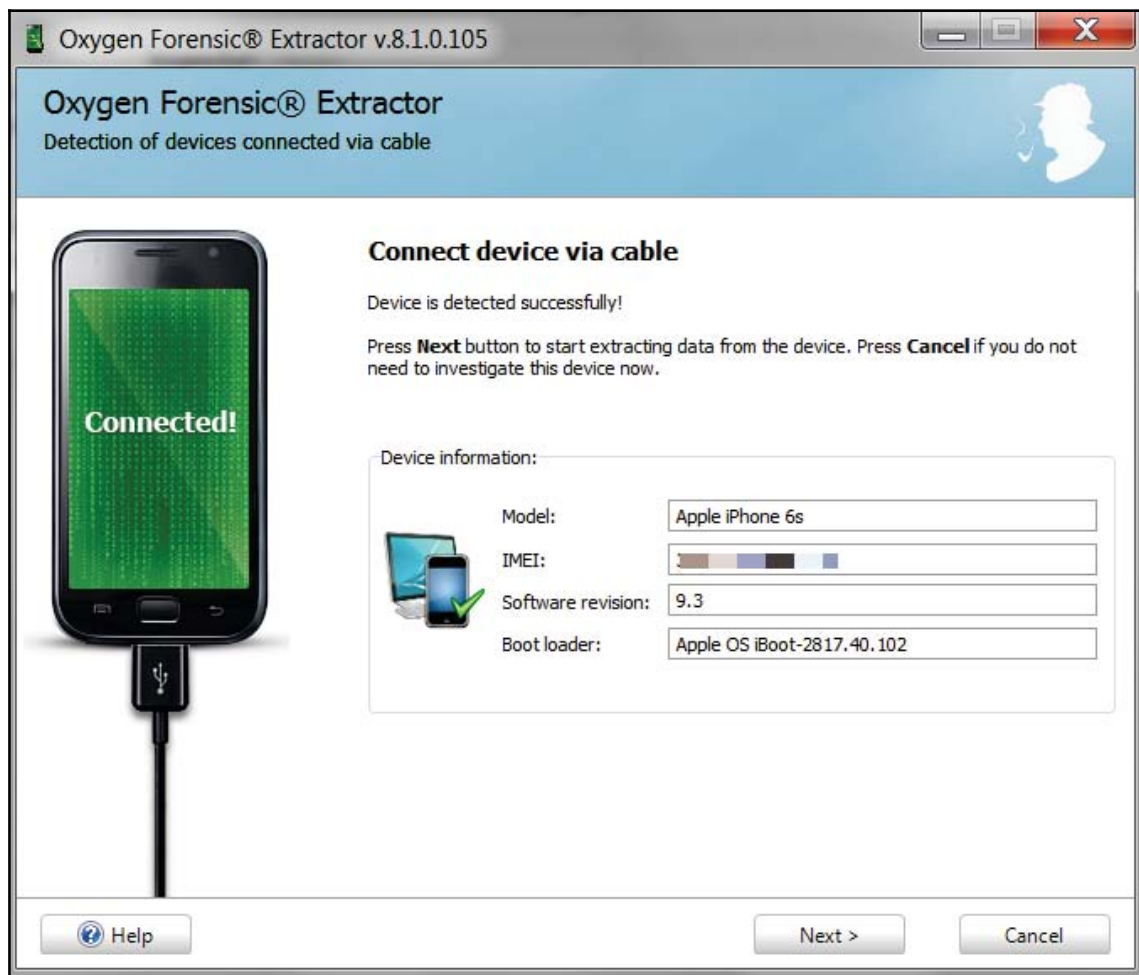 Oxygen Forensic® Extractor v.8.1.0.105
Oxygen Forensic® Extractor
Detection of devices connected via cable
Connected!
Connect device via cable
Device is detected successfully!
Press Next button to start extracting data from the device. Press Cancel if you do not
need to investigate this device now.
Device information:
Model: Apple iPhone 6s
IMEI:
Software revision: 9.3
Boot loader: Apple OS iBoot-2817.40.102
Help
Next >
Cancel